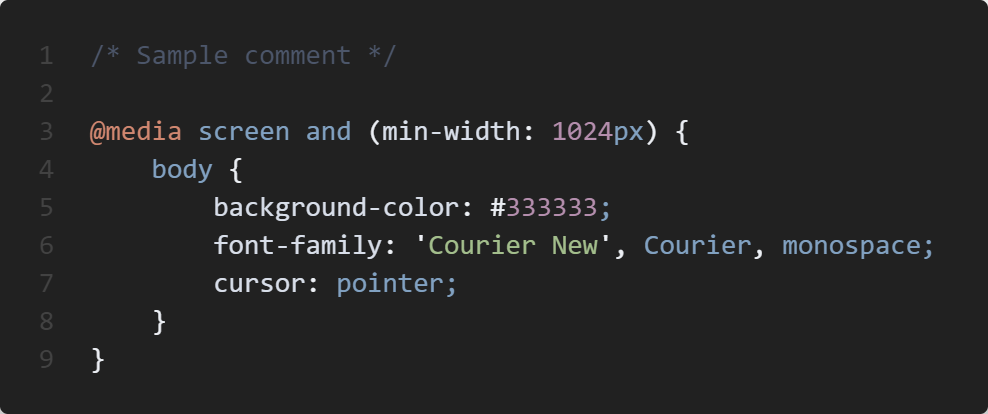 1 /* Sample comment */
2
3 @media screen and (min-width: 1024px) {
4     body {
5         background-color: #333333;
6         font-family: 'Courier New', Courier, monospace;
7         cursor: pointer;
8     }
9 }